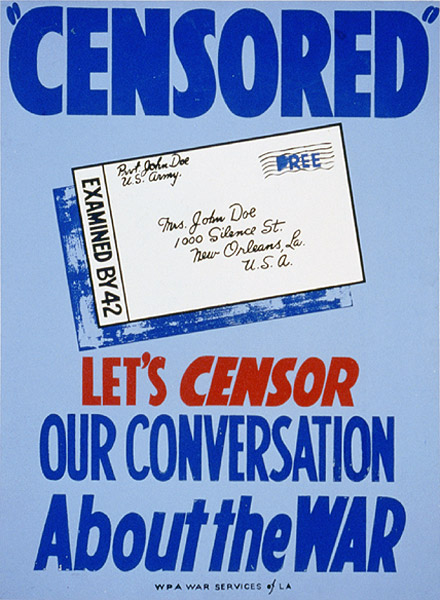 "CENSORED"
Pvt. John Doe
U.S. Army.
FREE
EXAMINED BY 42
Mrs. John Doe
1000 Silence St.
New Orleans, La.
U.S.A.
LET'S CENSOR
OUR CONVERSATION
About the WAR
WPA WAR SERVICES of LA